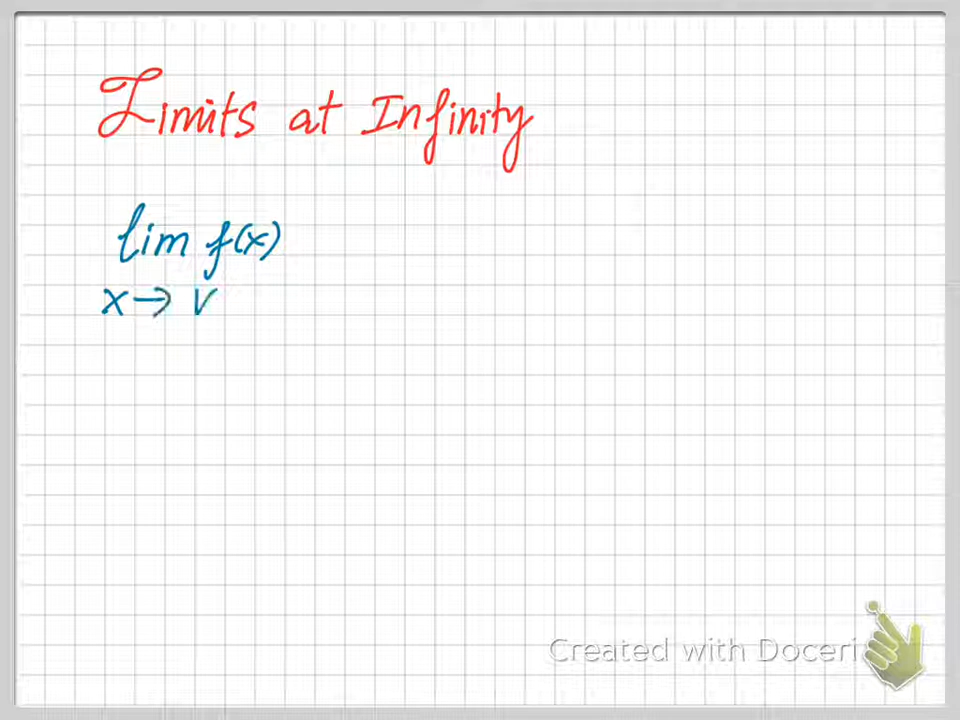 Limits at Infinity
lim f(x)
x → V
Created with Doceri